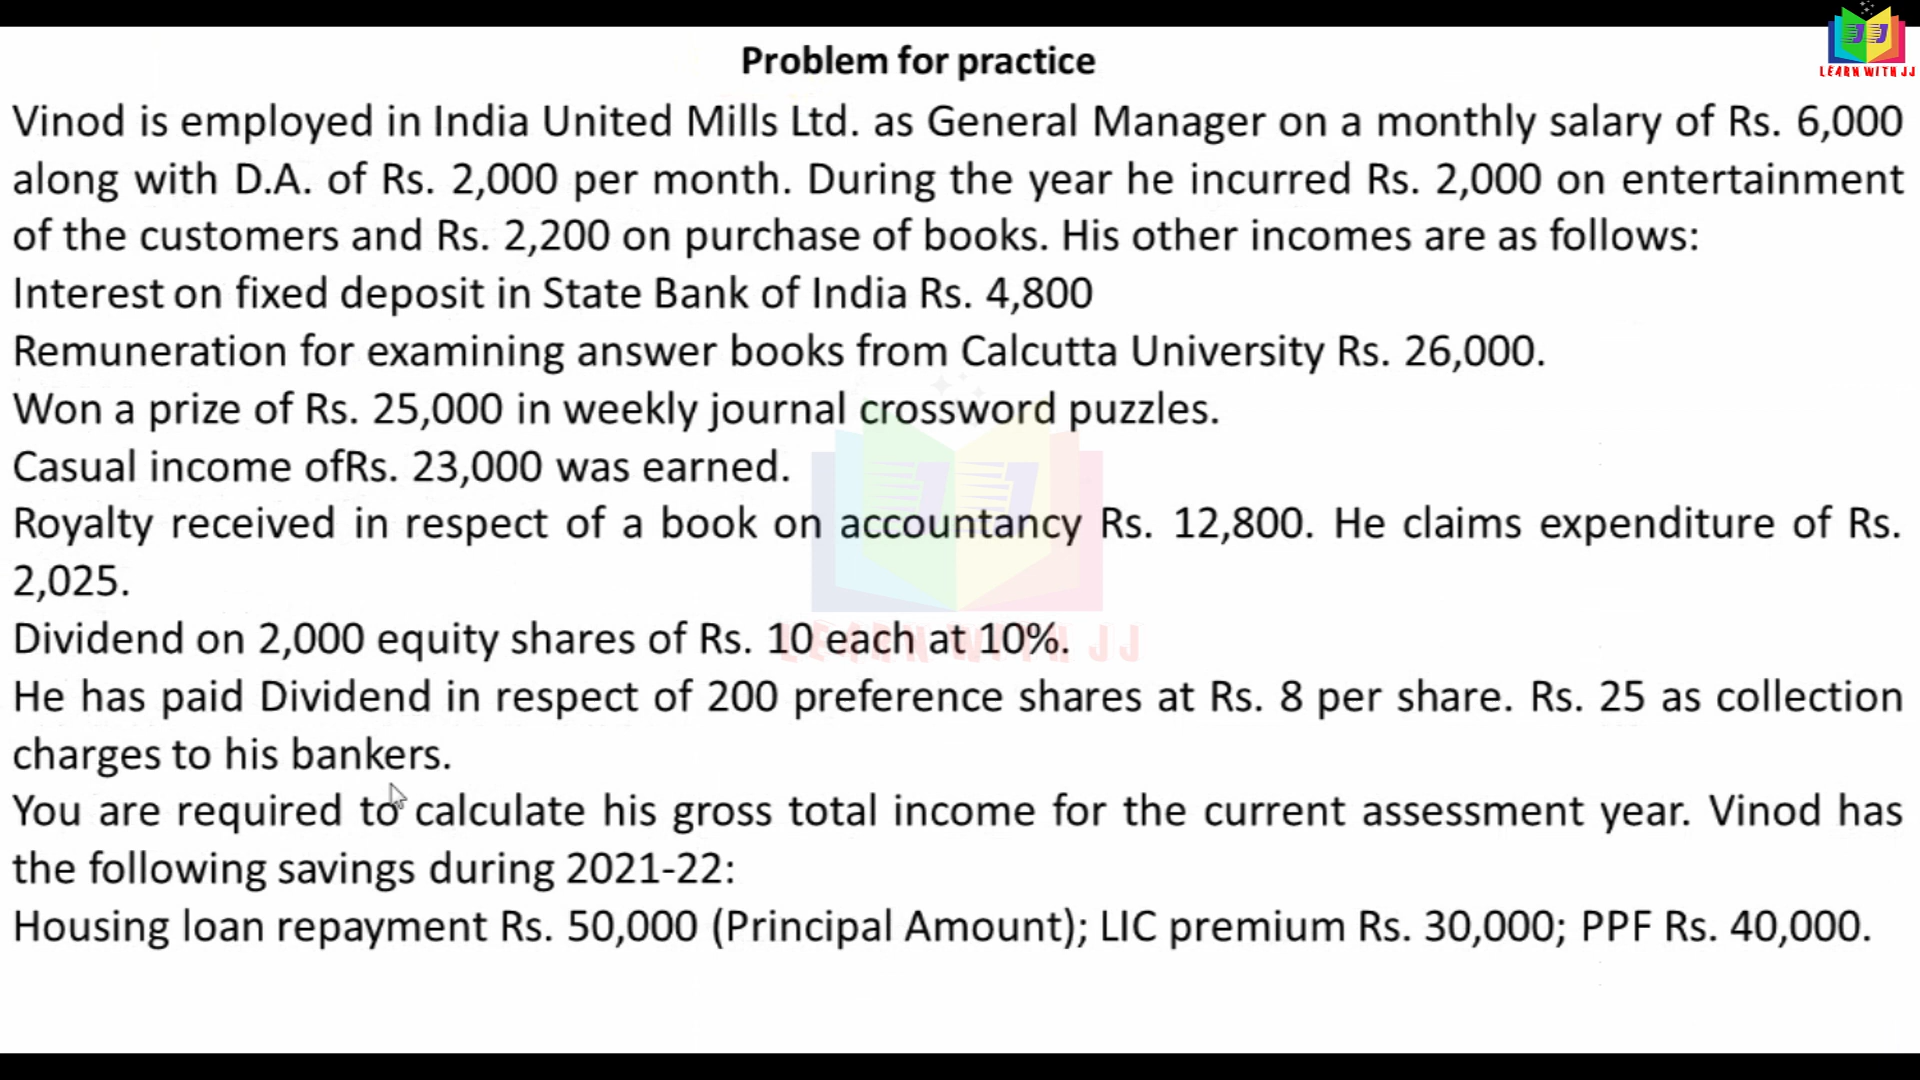 LEARN WITH JJ
Problem for practice
Vinod is employed in India United Mills Ltd. as General Manager on a monthly salary of Rs. 6,000
along with D.A. of Rs. 2,000 per month. During the year he incurred Rs. 2,000 on entertainment
of the customers and Rs. 2,200 on purchase of books. His other incomes are as follows:
Interest on fixed deposit in State Bank of India Rs. 4,800
Remuneration for examining answer books from Calcutta University Rs. 26,000.
Won a prize of Rs. 25,000 in weekly journal crossword puzzles.
Casual income ofRs. 23,000 was earned.
Royalty received in respect of a book on accountancy Rs. 12,800. He claims expenditure of Rs.
2,025.
Dividend on 2,000 equity shares of Rs. 10 each at 10%.
LEARN WITH JJ
He has paid Dividend in respect of 200 preference shares at Rs. 8 per share. Rs. 25 as collection
charges to his bankers.
You are required to calculate his gross total income for the current assessment year. Vinod has
the following savings during 2021-22:
Housing loan repayment Rs. 50,000 (Principal Amount); LIC premium Rs. 30,000; PPF Rs. 40,000.